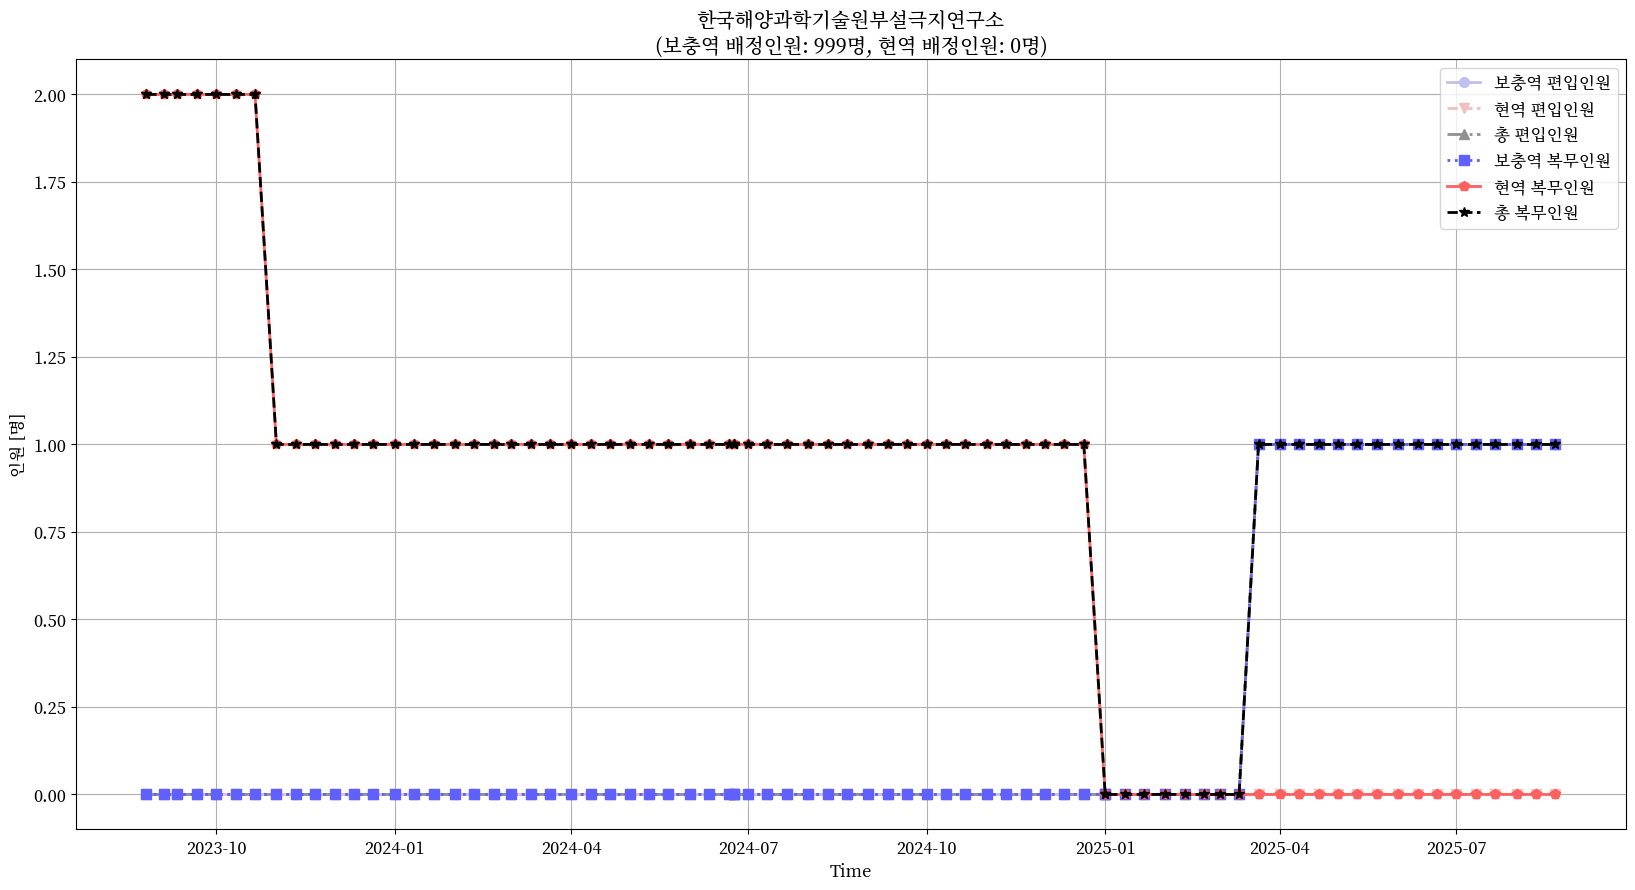 한국해양과학기술원부설극지연구소
(보충역 배정인원: 999명, 현역 배정인원: 0명)
보충역 편입인원
현역 편입인원
총 편입인원
보충역 복무인원
현역 복무인원
총 복무인원
인원 [명]
2.00
1.75
1.50
1.25
1.00
0.75
0.50
0.25
0.00
2023-10
2024-01
2024-04
2024-07
2024-10
2025-01
2025-04
2025-07
Time